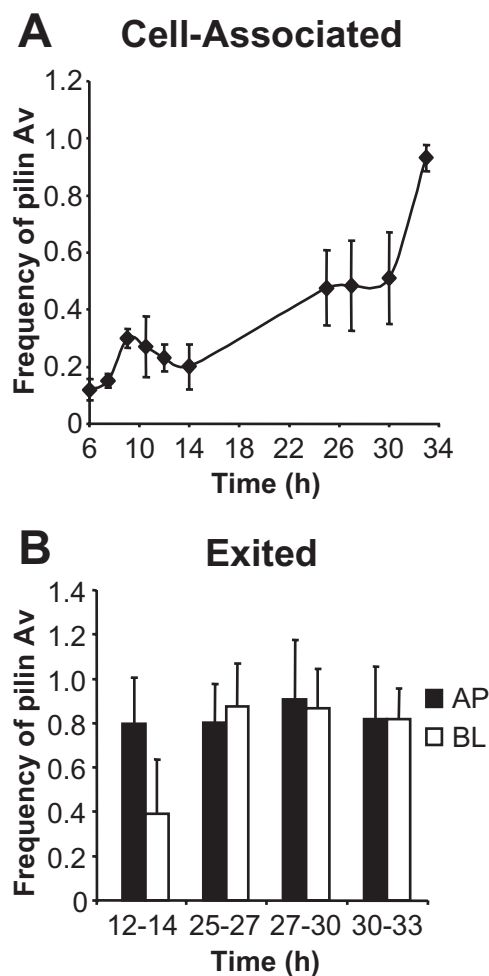 A Cell-Associated
Frequency of pilin Av
1.2
1.0
0.8
0.6
0.4
0.2
0
6 10 14 18 22 26 30 34
Time (h)
B Exited
Frequency of pilin Av
1.4
1.2
1.0
0.8
0.6
0.4
0.2
0
AP
BL
12-14 25-27 27-30 30-33
Time (h)